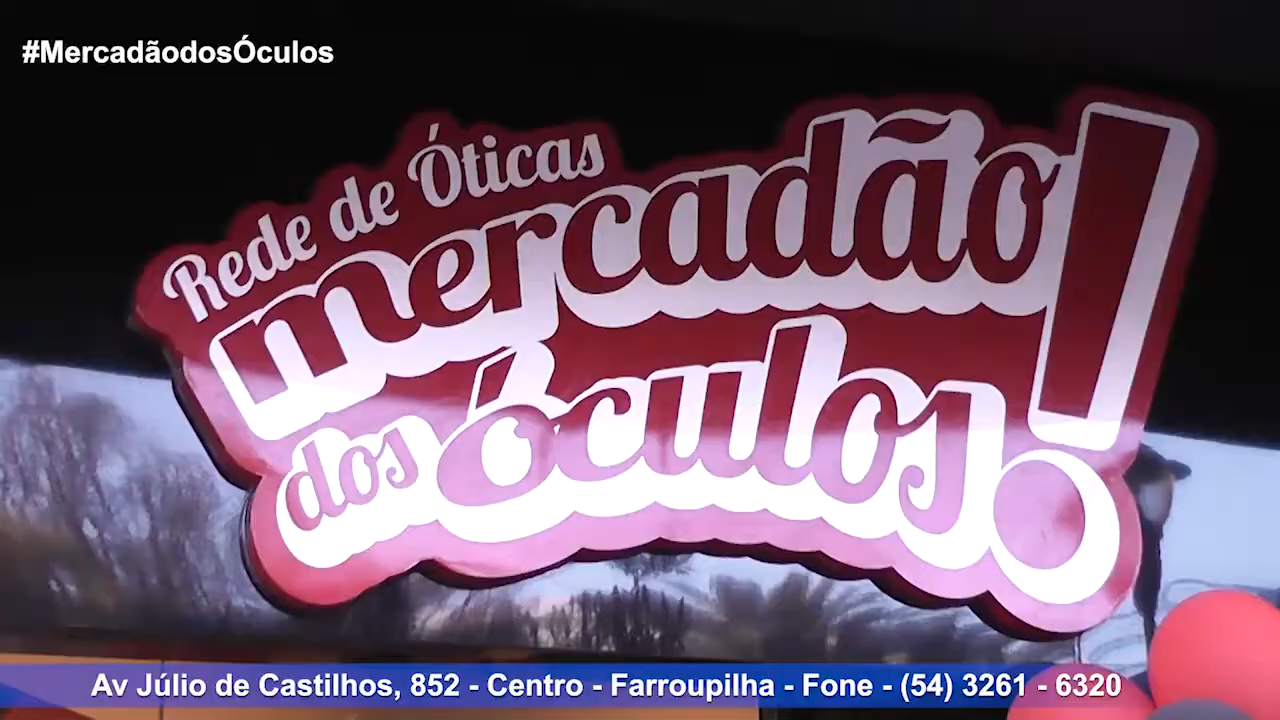 #MercadãodosÓculos
Rede de Óticas
mercadão!
dos óculos
Av Júlio de Castilhos, 852 - Centro - Farroupilha - Fone - (54) 3261 - 6320